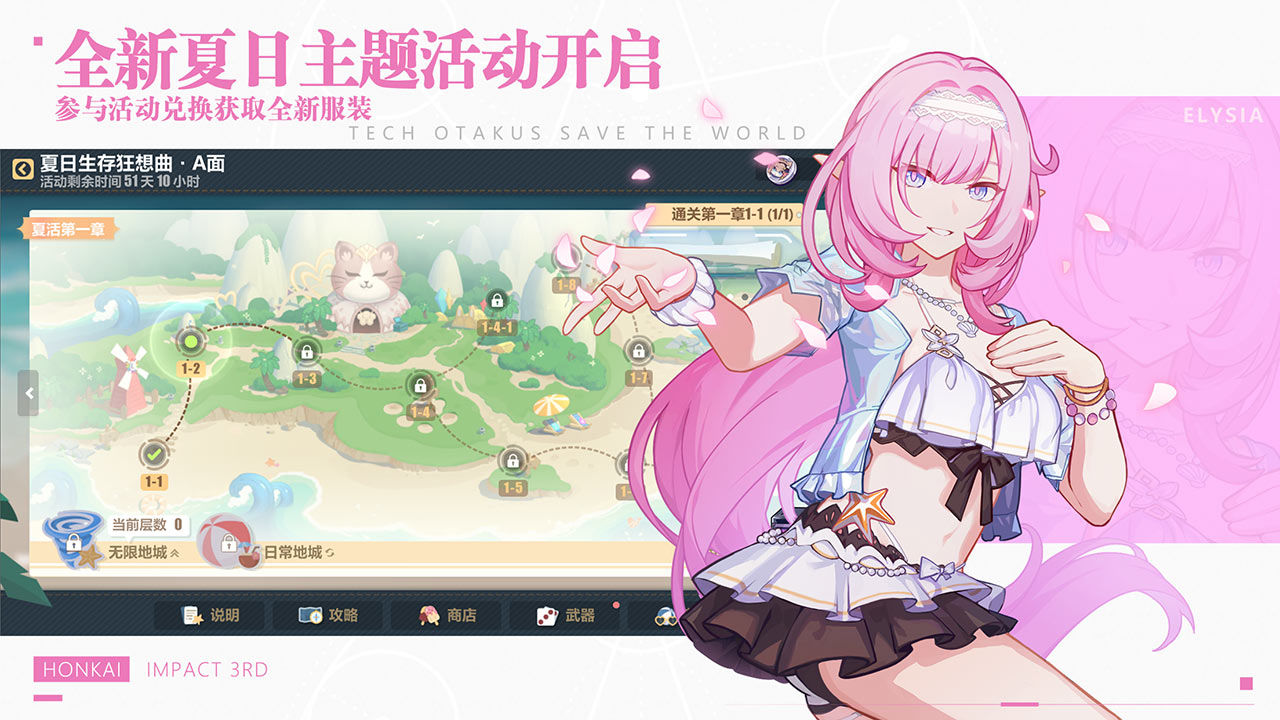 全新夏日主题活动开启
参与活动兑换获取全新服装
TECH OTAKUS SAVE THE WORLD
ELYSIA
夏日生存狂想曲·A面
活动剩余时间51天10小时
夏活第一章
通关第一章1-1 (1/1)
1-8
1-4-1
1-2
1-3
1-7
1-4
1-1
1-5
当前层数 0
无限地城
日常地城
说明
攻略
商店
武器
HONKAI IMPACT 3RD